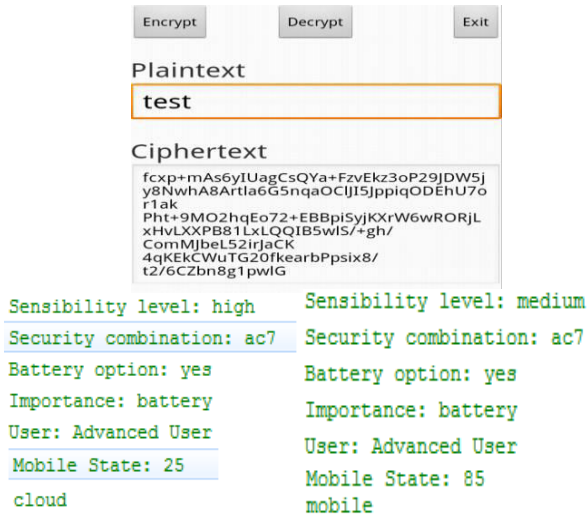 Encrypt Decrypt Exit
Plaintext
test
Ciphertext
fcxp+mAs6yIUagCsQYa+FzvEkz3oP29JDW5j
y8NwhA8Artla6G5nqaOClJI5JppiqODEhU7o
r1ak
Pht+9MO2hqEo72+EBBpiSyjKXrW6wRORjL
xHvLXXPB81LxLQQIB5wlS/+gh/
ComMJbeL52irJaCK
4qKEkCWuTG20fkearbPpsix8/
t2/6CZbn8g1pwlG
Sensibility level: high
Security combination: ac7
Battery option: yes
Importance: battery
User: Advanced User
Mobile State: 25
cloud
Sensibility level: medium
Security combination: ac7
Battery option: yes
Importance: battery
User: Advanced User
Mobile State: 85
mobile